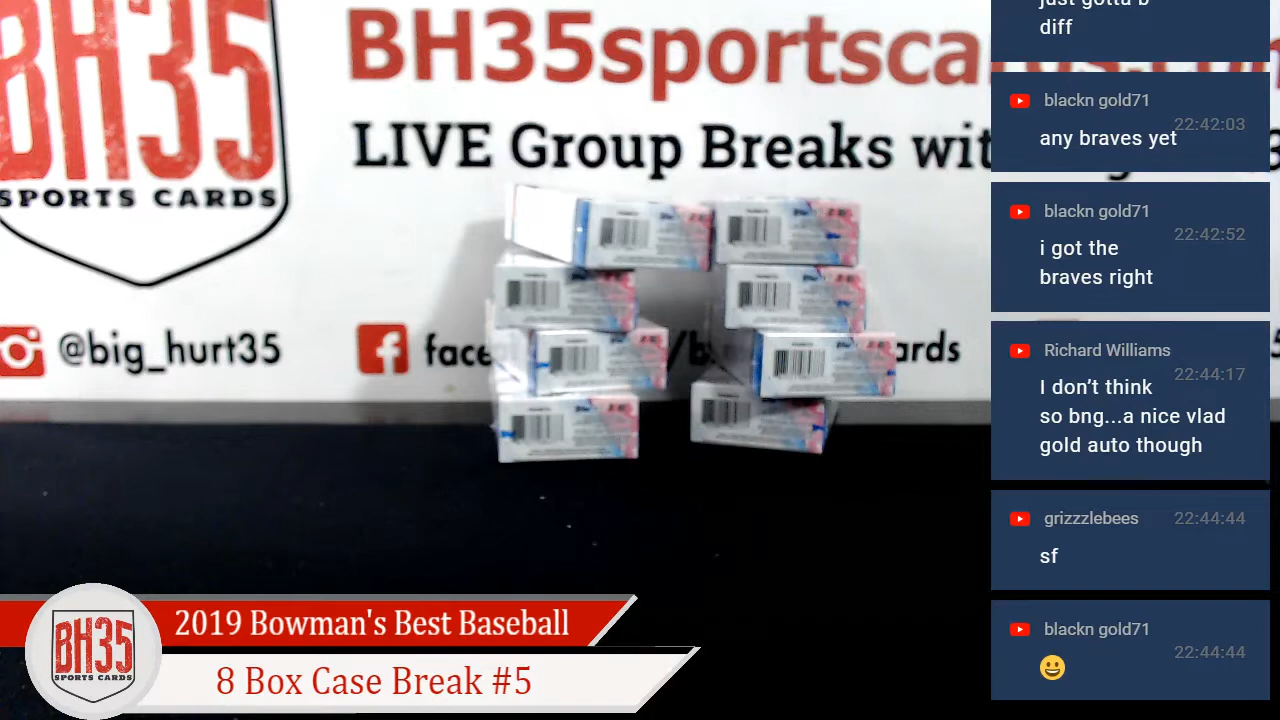 BH35
SPORTS CARDS
BH35sportsca
LIVE Group Breaks wit
@big_hurt35
face
ards
2019 Bowman's Best Baseball
8 Box Case Break #5
BH35
SPORTS CARDS
just gotta b
diff
blackn gold71
22:42:03
any braves yet
blackn gold71
22:42:52
i got the
braves right
Richard Williams
22:44:17
I don't think
so bng...a nice vlad
gold auto though
grizzzlebees
22:44:44
sf
blackn gold71
22:44:44
😀